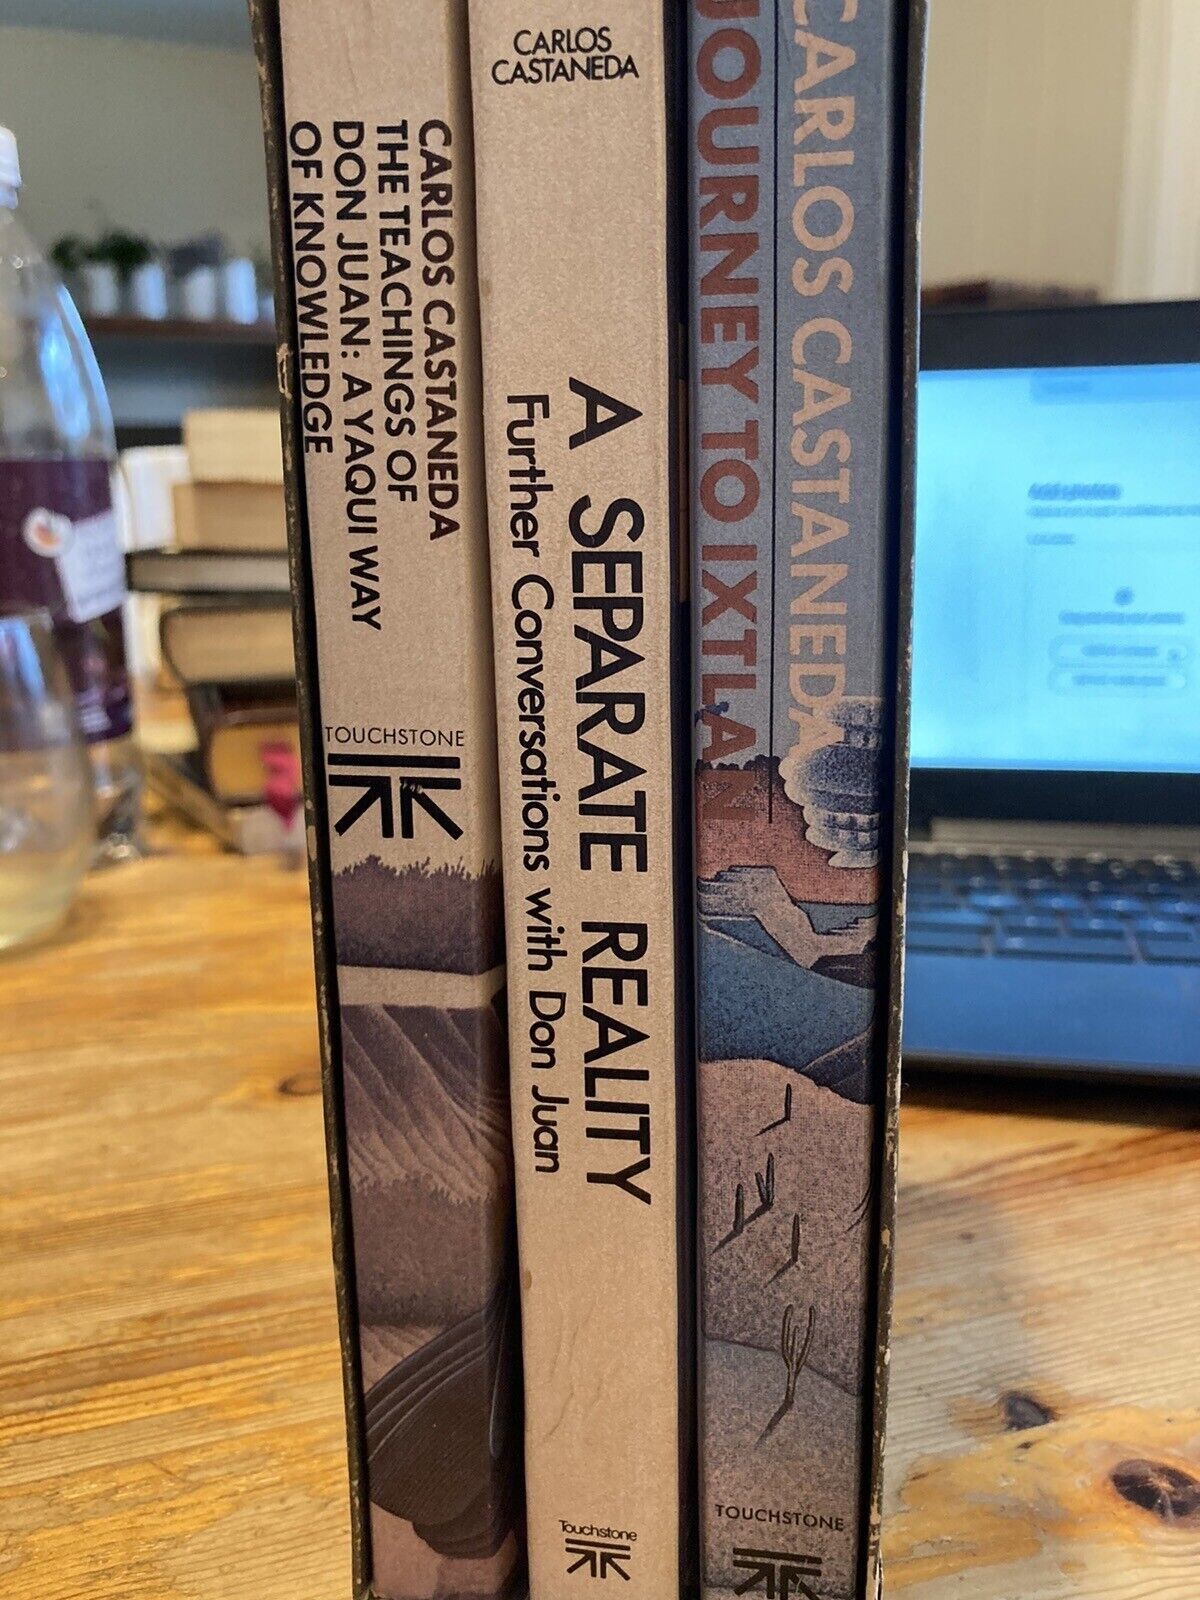 CARLOS CASTANEDA
THE TEACHINGS OF
DON JUAN: A YAQUI WAY
OF KNOWLEDGE
TOUCHSTONE
CARLOS
CASTANEDA
A SEPARATE REALITY
Further Conversations with Don Juan
Touchstone
CARLOS CASTANEDA
JOURNEY TO IXTLAN
TOUCHSTONE